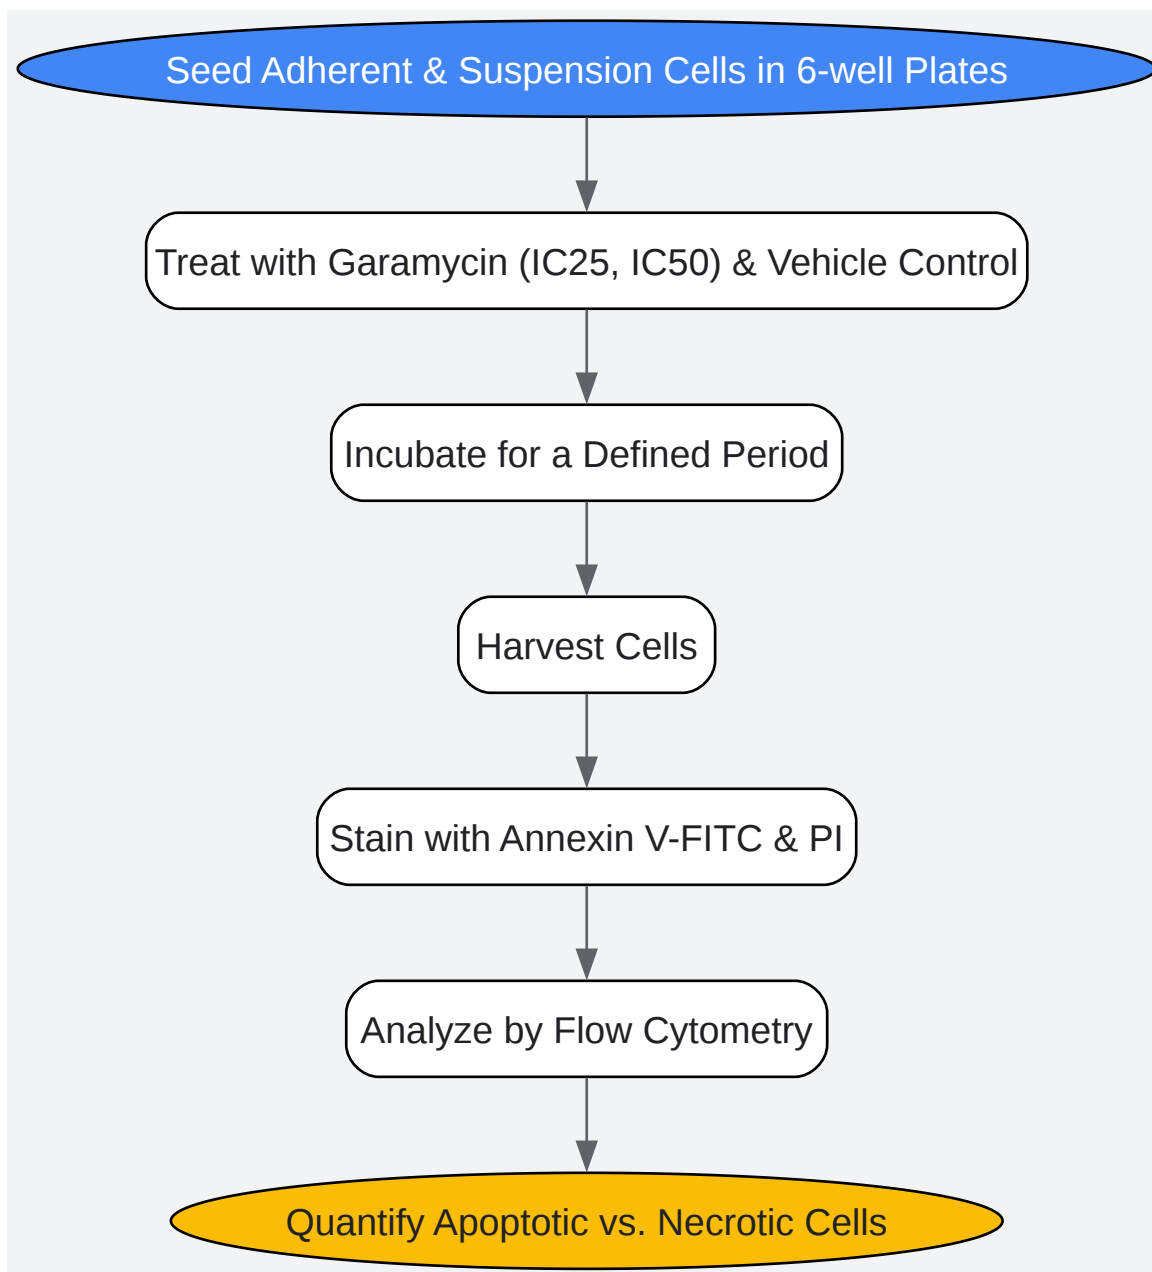 Seed Adherent & Suspension Cells in 6-well Plates
Treat with Garamycin (IC25, IC50) & Vehicle Control
Incubate for a Defined Period
Harvest Cells
Stain with Annexin V-FITC & PI
Analyze by Flow Cytometry
Quantify Apoptotic vs. Necrotic Cells